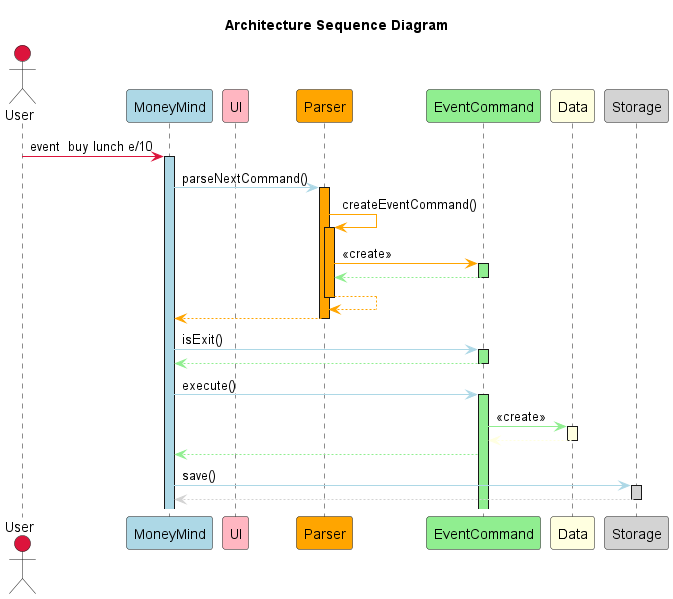 Architecture Sequence Diagram
User
MoneyMind
UI
Parser
EventCommand
Data
Storage
event  buy lunch e/10
parseNextCommand()
createEventCommand()
«create»
isExit()
execute()
«create»
save()
User
MoneyMind
UI
Parser
EventCommand
Data
Storage